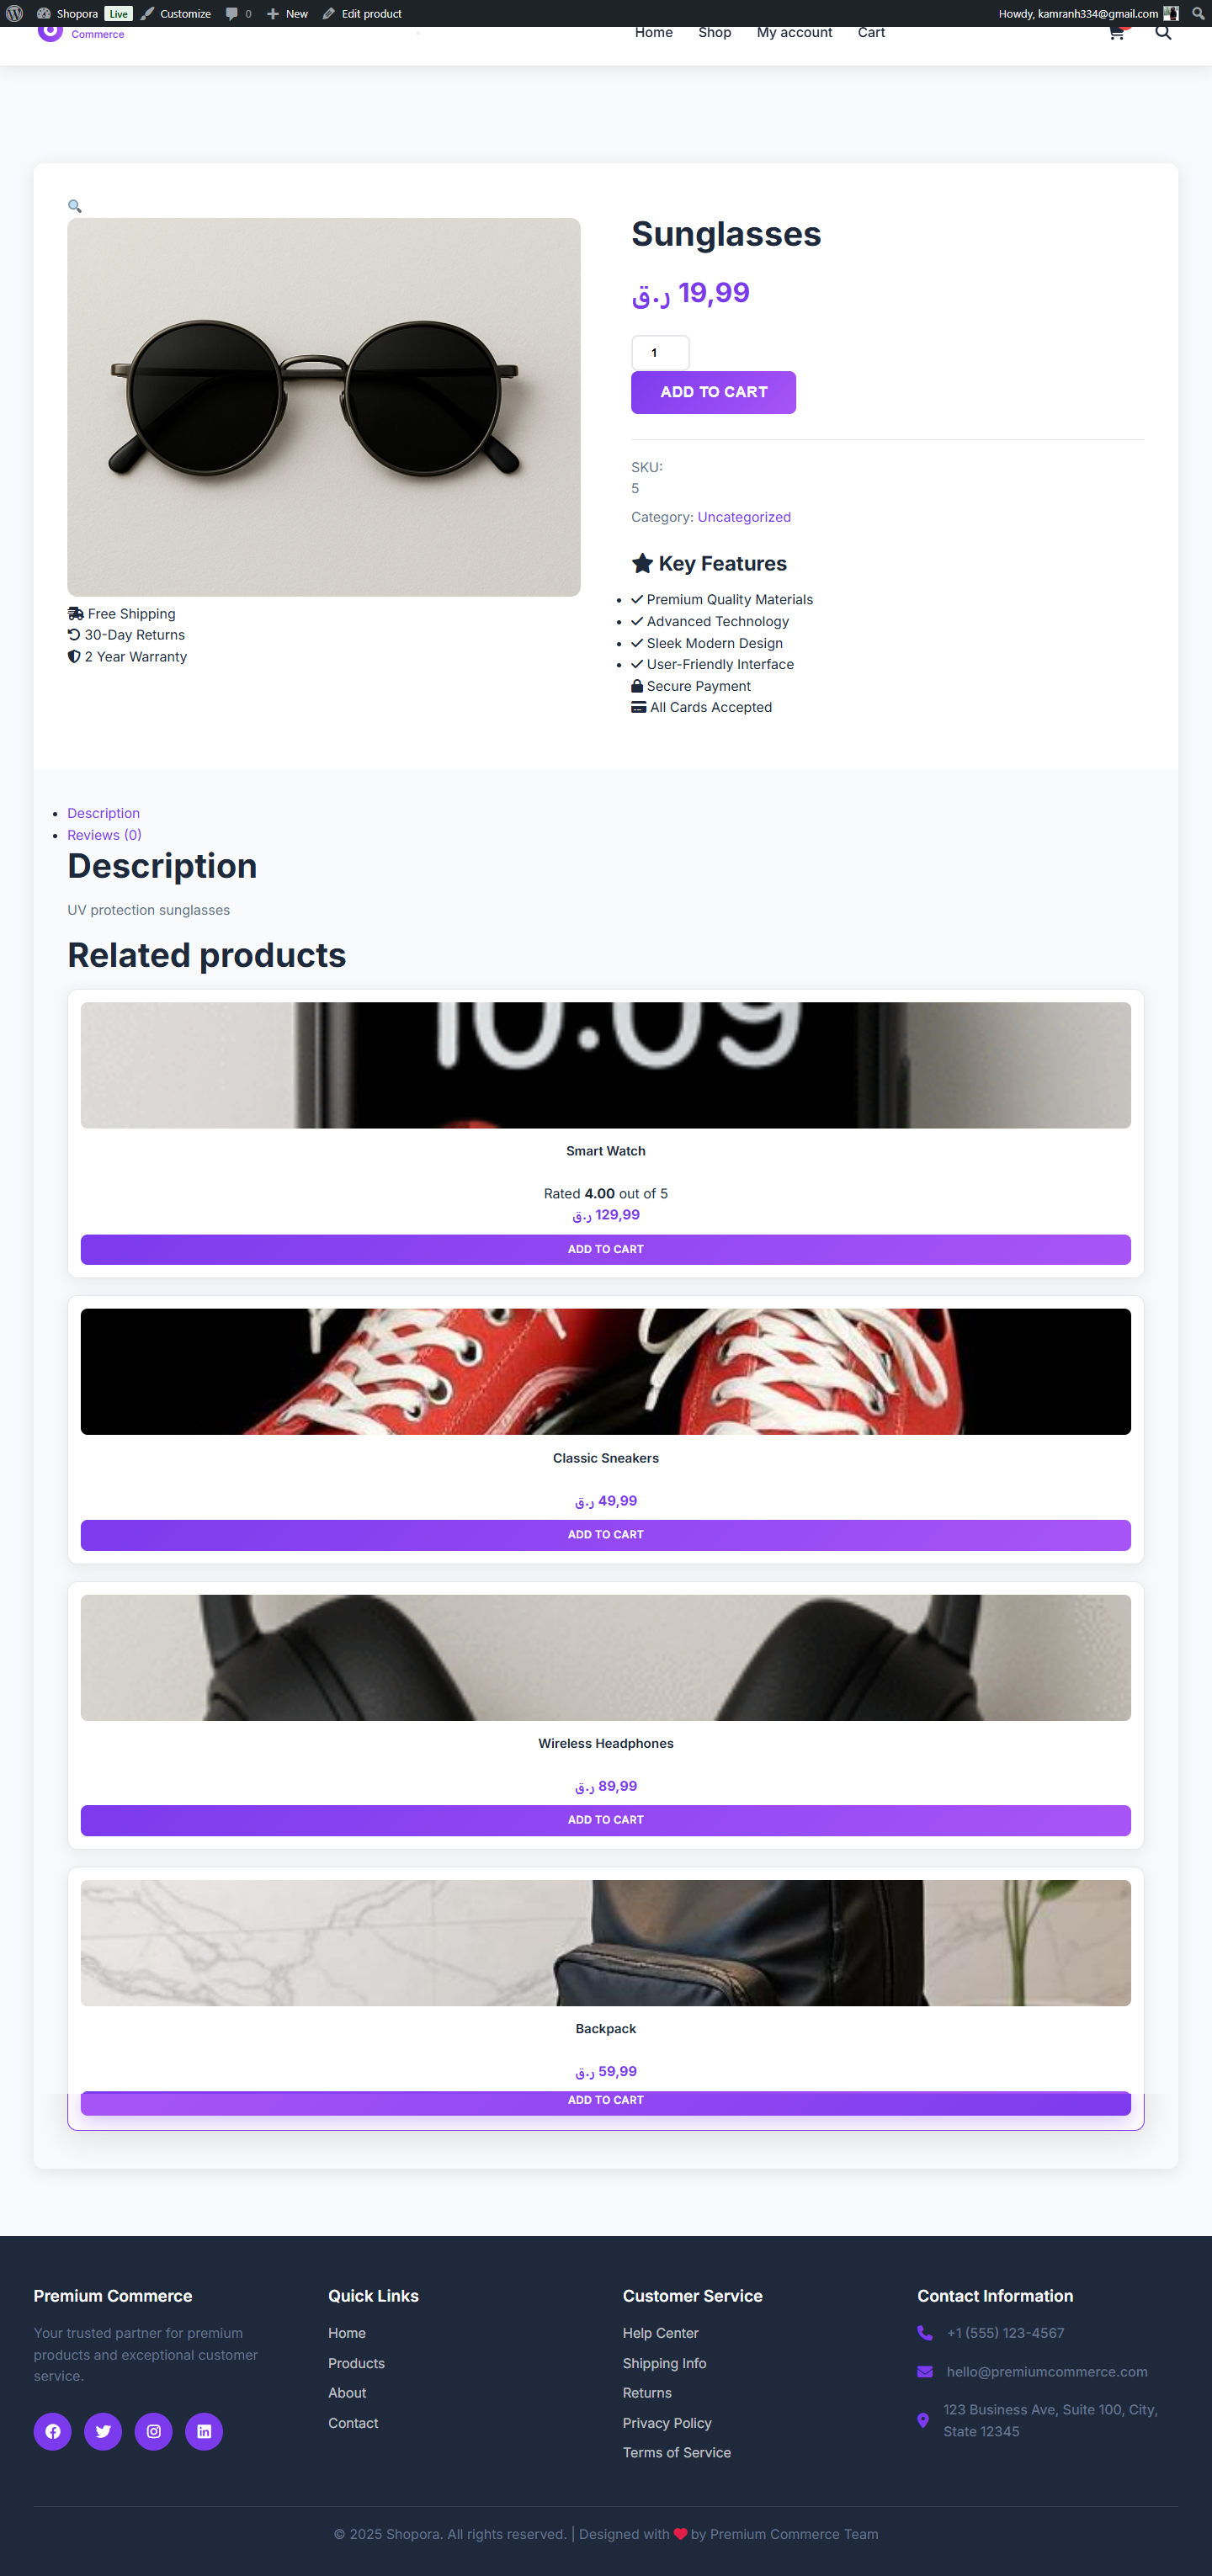 Shopora Live Customize 0 New Edit product Howdy, kamranh334@gmail.com
Commerce
Home Shop My account Cart
Sunglasses
ر.ق 19,99
1
ADD TO CART
SKU:
5
Category: Uncategorized
Key Features
Premium Quality Materials
Advanced Technology
Sleek Modern Design
User-Friendly Interface
Secure Payment
All Cards Accepted
Free Shipping
30-Day Returns
2 Year Warranty
Description
Reviews (0)
Description
UV protection sunglasses
Related products
10:09
Smart Watch
Rated 4.00 out of 5
ر.ق 129,99
ADD TO CART
Classic Sneakers
ر.ق 49,99
ADD TO CART
Wireless Headphones
ر.ق 89,99
ADD TO CART
Backpack
ر.ق 59,99
ADD TO CART
Premium Commerce
Your trusted partner for premium
products and exceptional customer
service.
Quick Links
Home
Products
About
Contact
Customer Service
Help Center
Shipping Info
Returns
Privacy Policy
Terms of Service
Contact Information
+1 (555) 123-4567
hello@premiumcommerce.com
123 Business Ave, Suite 100, City,
State 12345
© 2025 Shopora. All rights reserved. | Designed with ❤ by Premium Commerce Team